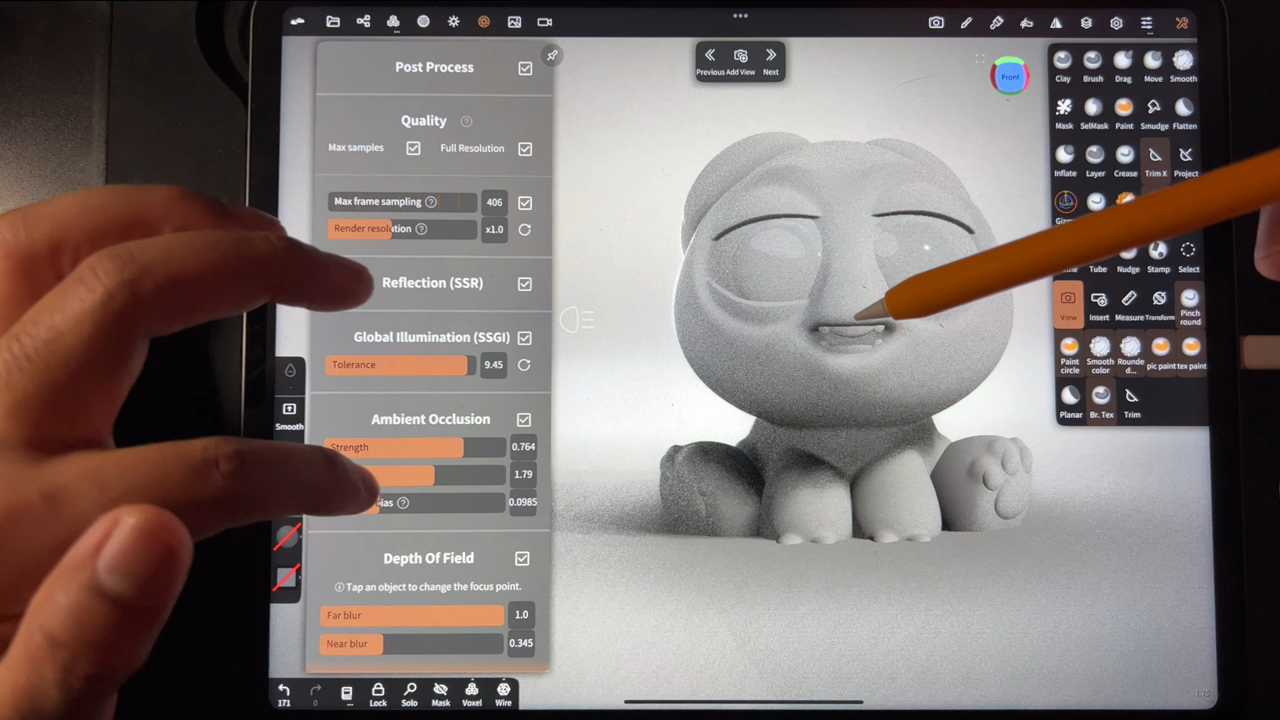 Post Process
Quality
Max samples
Full Resolution
Max frame sampling
406
Render resolution
x1.0
Reflection (SSR)
Global Illumination (SSGI)
Tolerance
9.45
Ambient Occlusion
Strength
0.764
1.79
ias
0.0985
Depth Of Field
Tap an object to change the focus point.
Far blur
1.0
Near blur
0.345
Smooth
171
0
Lock
Solo
Mask
Voxel
Wire
Previous
Add View
Next
Front
Clay
Brush
Drag
Move
Smooth
Mask
SelMask
Paint
Smudge
Flatten
Inflate
Layer
Crease
Trim X
Project
Tube
Nudge
Stamp
Select
View
Insert
Measure
Transform
Pinch round
Paint circle
Smooth color
Rounde d...
pic paint
tex paint
Planar
Br. Tex
Trim